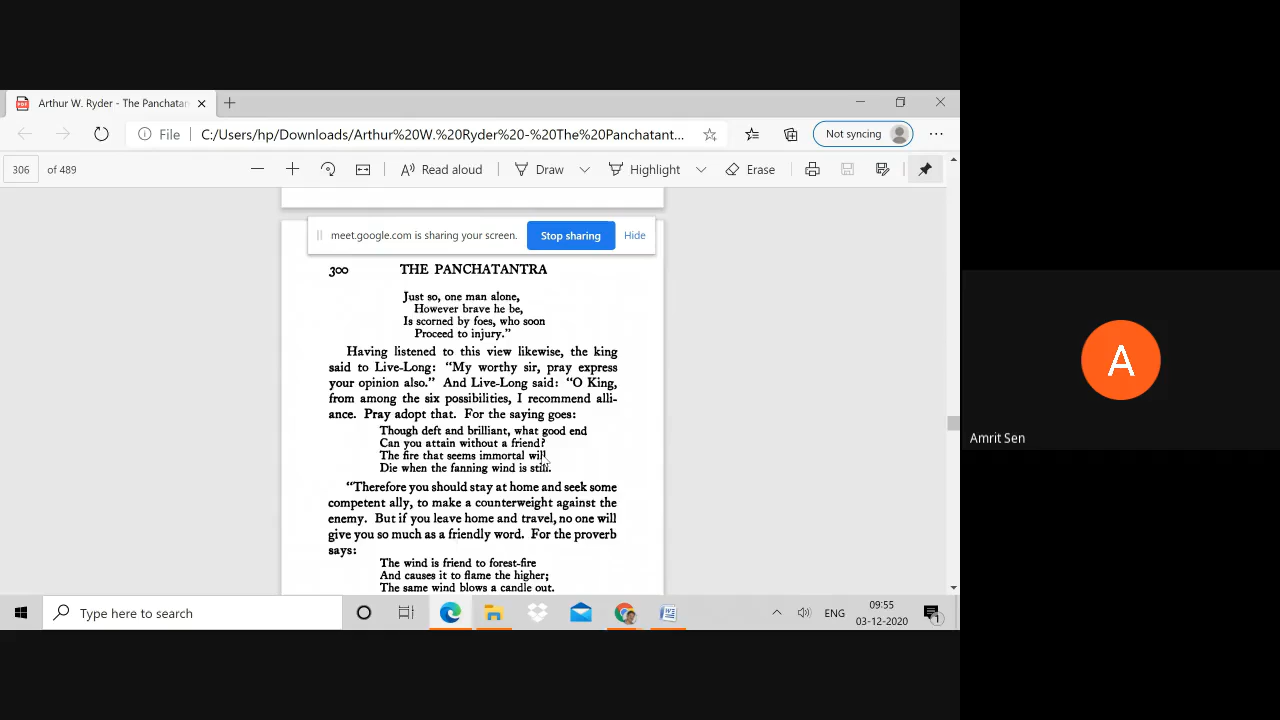 Arthur W. Ryder - The Panchatan
File
C:/Users/hp/Downloads/Arthur%20W.%20Ryder%20-%20The%20Panchatant...
Not syncing
306 of 489
Read aloud
Draw
Highlight
Erase
meet.google.com is sharing your screen.
Stop sharing
Hide
300 THE PANCHATANTRA
Just so, one man alone,
However brave he be,
Is scorned by foes, who soon
Proceed to injury."
Having listened to this view likewise, the king
said to Live-Long: "My worthy sir, pray express
your opinion also." And Live-Long said: "O King,
from among the six possibilities, I recommend alli-
ance. Pray adopt that. For the saying goes:
Though deft and brilliant, what good end
Can you attain without a friend?
The fire that seems immortal will
Die when the fanning wind is still.
"Therefore you should stay at home and seek some
competent ally, to make a counterweight against the
enemy. But if you leave home and travel, no one will
give you so much as a friendly word. For the proverb
says:
The wind is friend to forest-fire
And causes it to flame the higher;
The same wind blows a candle out.
A
Amrit Sen
Type here to search
ENG
09:55
03-12-2020
1